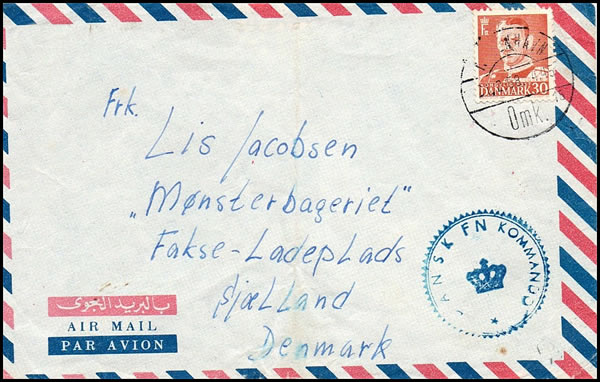 Frk.
Lis Jacobsen
"Mønsterbageriet"
Fakse-Ladeplads
Sjælland
Denmark
DANMARK 30
Omk.
DANSK FN KOMMANDO
بالبريد الجوى
AIR MAIL
PAR AVION